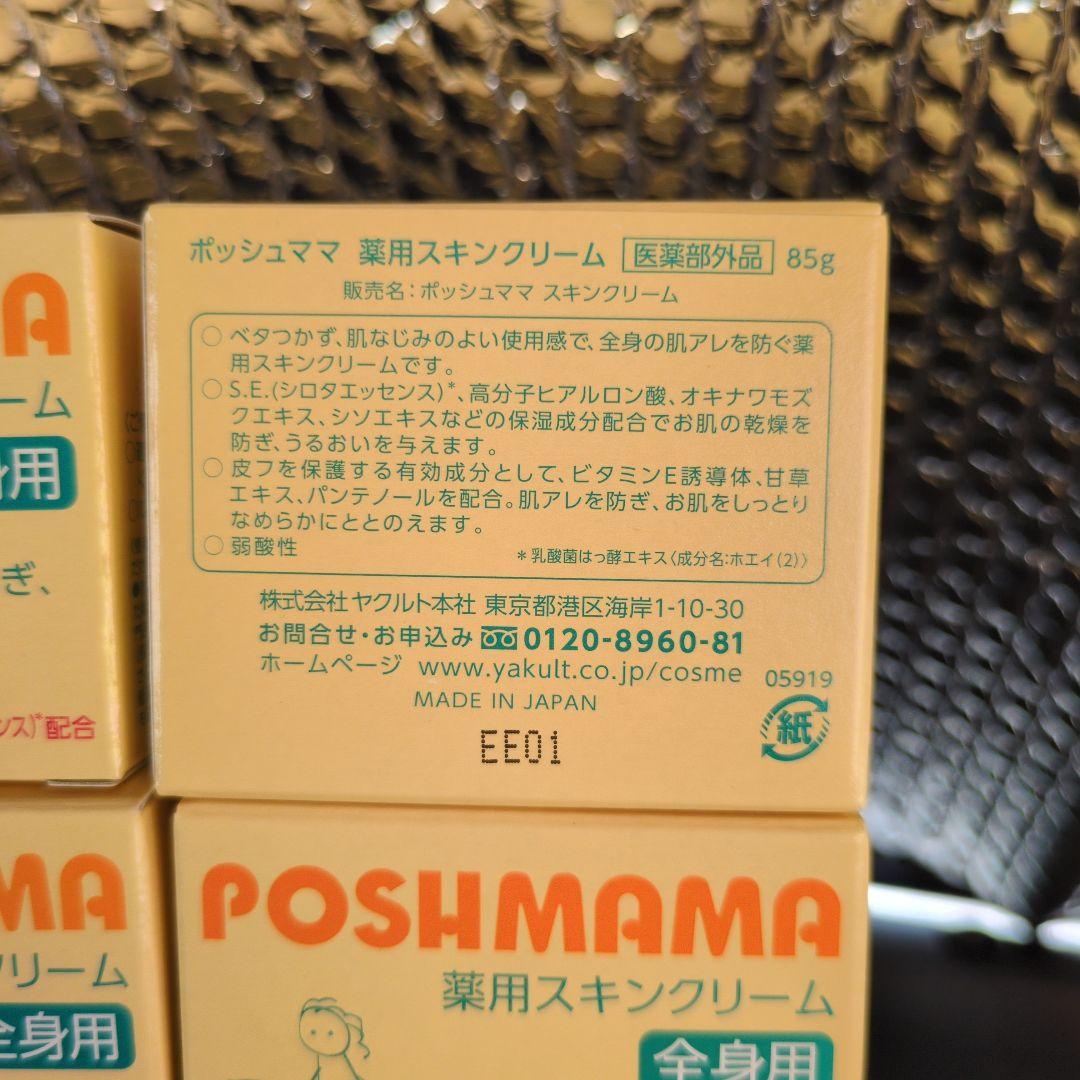 ポッシュママ 薬用スキンクリーム 医薬部外品 85g
販売名:ポッシュママ スキンクリーム
○ ベタつかず、肌なじみのよい使用感で、全身の肌アレを防ぐ薬
用スキンクリームです。
○ S.E.(シロタエッセンス)*、高分子ヒアルロン酸、オキナワモズ
クエキス、シソエキスなどの保湿成分配合でお肌の乾燥を
防ぎ、うるおいを与えます。
○ 皮フを保護する有効成分として、ビタミンE誘導体、甘草
エキス、パンテノールを配合。肌アレを防ぎ、お肌をしっとり
なめらかにととのえます。
○ 弱酸性
*乳酸菌はっ酵エキス〈成分名:ホエイ(2)〉
株式会社ヤクルト本社 東京都港区海岸1-10-30
お問合せ・お申込み 0120-8960-81
ホームページ www.yakult.co.jp/cosme
05919
MADE IN JAPAN
紙
EE01
MA
ーム
身用
ぎ、
ンス)*配合
MA
クリーム
全身用
POSHMAMA
薬用スキンクリーム
全身用